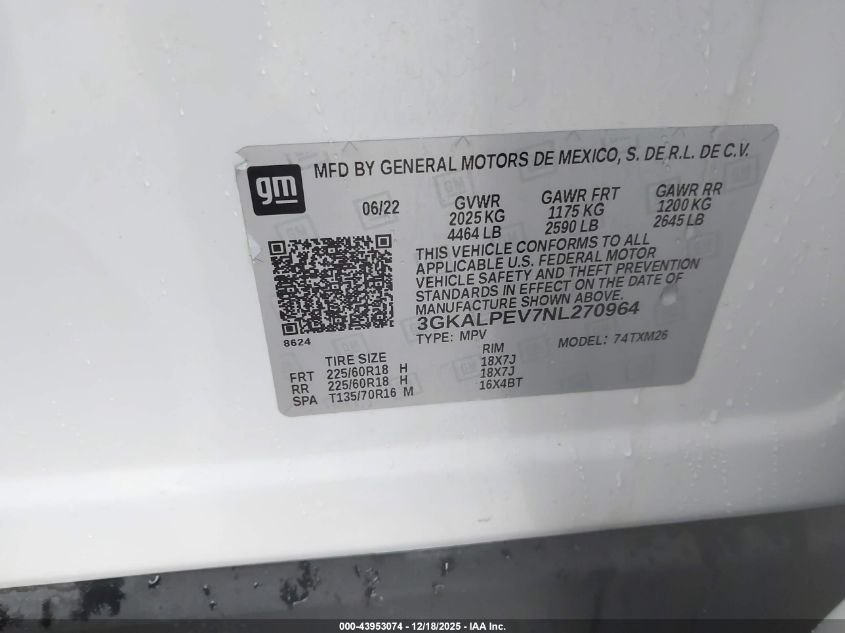 gm
MFD BY GENERAL MOTORS DE MEXICO, S. DE R.L. DE C.V.
06/22
GVWR
2025 KG
4464 LB
GAWR FRT
1175 KG
2590 LB
GAWR RR
1200 KG
2645 LB
THIS VEHICLE CONFORMS TO ALL
APPLICABLE U.S. FEDERAL MOTOR
VEHICLE SAFETY AND THEFT PREVENTION
STANDARDS IN EFFECT ON THE DATE OF
MANUFACTURE SHOWN ABOVE.
3GKALPEV7NL270964
TYPE: MPV MODEL: 74TXM26
8624
TIRE SIZE RIM
FRT 225/60R18 H 18X7J
RR 225/60R18 H 18X7J
SPA T135/70R16 M 16X4BT
000-43953074 - 12/18/2025 - IAA Inc.